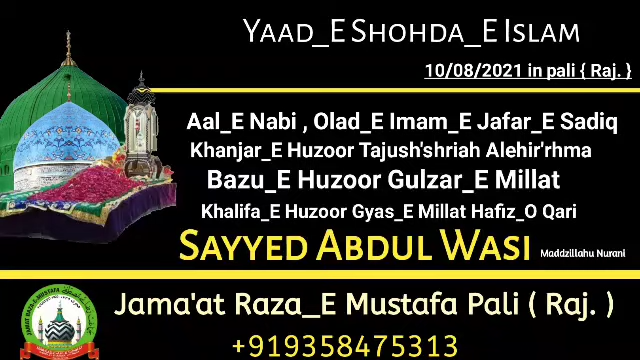 Yaad_E Shohda_E Islam
10/08/2021 in pali { Raj. }
Aal_E Nabi , Olad_E Imam_E Jafar_E Sadiq
Khanjar_E Huzoor Tajush'shriah Alehir'rhma
Bazu_E Huzoor Gulzar_E Millat
Khalifa_E Huzoor Gyas_E Millat Hafiz_O Qari
Sayyed Abdul Wasi Maddzillahu Nurani
Jama'at Raza_E Mustafa Pali ( Raj. )
+919358475313